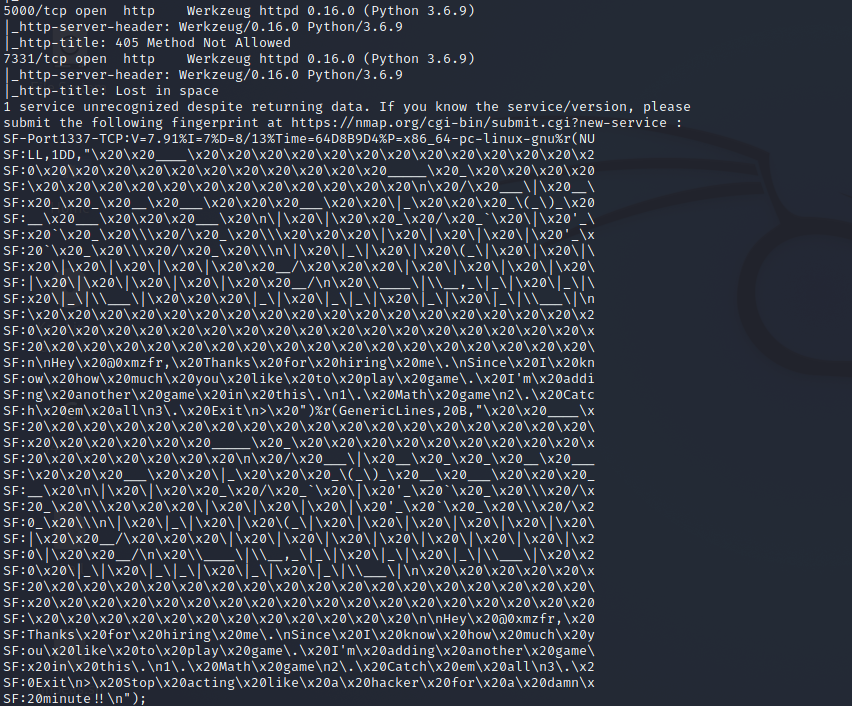 5000/tcp open  http    Werkzeug httpd 0.16.0 (Python 3.6.9)
|_http-server-header: Werkzeug/0.16.0 Python/3.6.9
|_http-title: 405 Method Not Allowed
7331/tcp open  http    Werkzeug httpd 0.16.0 (Python 3.6.9)
|_http-server-header: Werkzeug/0.16.0 Python/3.6.9
|_http-title: Lost in space
1 service unrecognized despite returning data. If you know the service/version, please
submit the following fingerprint at https://nmap.org/cgi-bin/submit.cgi?new-service :
SF-Port1337-TCP:V=7.91%I=7%D=8/13%Time=64D8B9D4%P=x86_64-pc-linux-gnu%r(NU
SF:LL,1DD,"\x20\x20____\x20\x20\x20\x20\x20\x20\x20\x20\x20\x20\x20\x20\x2
SF:0\x20\x20\x20\x20\x20\x20\x20\x20\x20\x20\x20_____\x20_\x20\x20\x20\x20
SF:\x20\x20\x20\x20\x20\x20\x20\x20\x20\x20\x20\n\x20/\x20___\|\x20__\
SF:x20_\x20_\x20__\x20___\x20\x20\x20___\x20\x20\|_\x20\x20\x20_\(_\)_\x20
SF:__\x20___\x20\x20\x20___\x20\n\|\x20\|\x20\x20_\x20/\x20_`\x20\|\x20'_\
SF:x20`\x20_\x20\\\x20/\x20_\x20\\\x20\x20\x20\|\x20\|\x20\|\x20\|\x20'_\x
SF:20`\x20_\x20\\\x20/\x20_\x20\\\n\|\x20\|_\|\x20\|\x20\(_\|\x20\|\x20\|\
SF:x20\|\x20\|\x20\|\x20\|\x20\x20__/\x20\x20\x20\|\x20\|\x20\|\x20\|\x20\
SF:|\x20\|\x20\|\x20\|\x20\|\x20\x20__/\n\x20\\____\|\\__,_\|_\|\x20\|_\|\
SF:x20\|_\|\\___\|\x20\x20\x20\|_\|\x20\|_\|_\|\x20\|_\|\x20\|_\|\\___\|\n
SF:\x20\x20\x20\x20\x20\x20\x20\x20\x20\x20\x20\x20\x20\x20\x20\x20\x20\x2
SF:0\x20\x20\x20\x20\x20\x20\x20\x20\x20\x20\x20\x20\x20\x20\x20\x20\x20\x
SF:20\x20\x20\x20\x20\x20\x20\x20\x20\x20\x20\x20\x20\x20\x20\x20\x20\x20\
SF:n\nHey\x20@0xmzfr,\x20Thanks\x20for\x20hiring\x20me\.\nSince\x20I\x20kn
SF:ow\x20how\x20much\x20you\x20like\x20to\x20play\x20game\.\x20I'm\x20addi
SF:ng\x20another\x20game\x20in\x20this\.\n1\.\x20Math\x20game\n2\.\x20Catc
SF:h\x20em\x20all\n3\.\x20Exit\n>\x20")%r(GenericLines,20B,"\x20\x20____\x
SF:20\x20\x20\x20\x20\x20\x20\x20\x20\x20\x20\x20\x20\x20\x20\x20\x20\x20\
SF:x20\x20\x20\x20\x20\x20_____\x20_\x20\x20\x20\x20\x20\x20\x20\x20\x20\x
SF:20\x20\x20\x20\x20\x20\n\x20/\x20___\|\x20__\x20_\x20_\x20__\x20___
SF:\x20\x20\x20___\x20\x20\|_\x20\x20\x20_\(_\)_\x20__\x20___\x20\x20\x20_
SF:__\x20\n\|\x20\|\x20\x20_\x20/\x20_`\x20\|\x20'_\x20`\x20_\x20\\\x20/\x
SF:20_\x20\\\x20\x20\x20\|\x20\|\x20\|\x20\|\x20'_\x20`\x20_\x20\\\x20/\x2
SF:0_\x20\\\n\|\x20\|_\|\x20\|\x20\(_\|\x20\|\x20\|\x20\|\x20\|\x20\|\x20\
SF:|\x20\x20__/\x20\x20\x20\|\x20\|\x20\|\x20\|\x20\|\x20\|\x20\|\x20\|\x2
SF:0\|\x20\x20__/\n\x20\\____\|\\__,_\|_\|\x20\|_\|\x20\|_\|\\___\|\x20\x2
SF:0\x20\|_\|\x20\|_\|_\|\x20\|_\|\x20\|_\|\\___\|\n\x20\x20\x20\x20\x20\x
SF:20\x20\x20\x20\x20\x20\x20\x20\x20\x20\x20\x20\x20\x20\x20\x20\x20\x20\
SF:x20\x20\x20\x20\x20\x20\x20\x20\x20\x20\x20\x20\x20\x20\x20\x20\x20\x20
SF:\x20\x20\x20\x20\x20\x20\x20\x20\x20\x20\x20\x20\n\nHey\x20@0xmzfr,\x20
SF:Thanks\x20for\x20hiring\x20me\.\nSince\x20I\x20know\x20how\x20much\x20y
SF:ou\x20like\x20to\x20play\x20game\.\x20I'm\x20adding\x20another\x20game\
SF:x20in\x20this\.\n1\.\x20Math\x20game\n2\.\x20Catch\x20em\x20all\n3\.\x2
SF:0Exit\n>\x20Stop\x20acting\x20like\x20a\x20hacker\x20for\x20a\x20damn\x
SF:20minute!!\n");